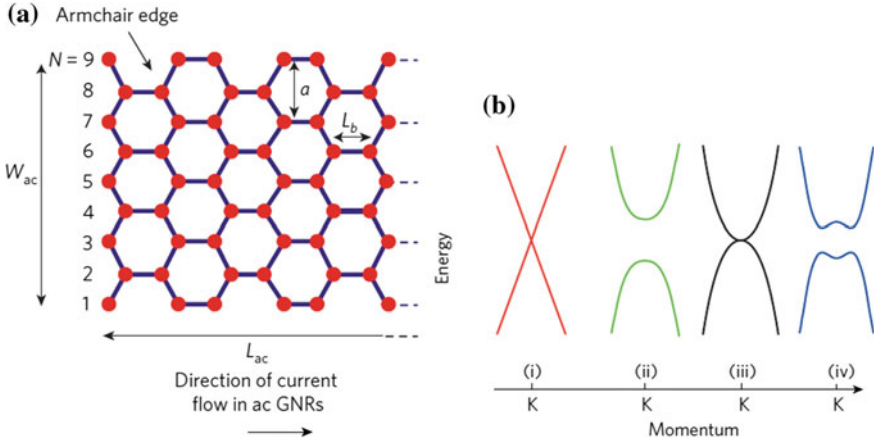 (a)
Armchair edge
N = 9
8
7
6
5
4
3
2
1
W_ac
a
L_b
L_ac
Direction of current
flow in ac GNRs
(b)
Energy
(i) (ii) (iii) (iv)
K K K K
Momentum